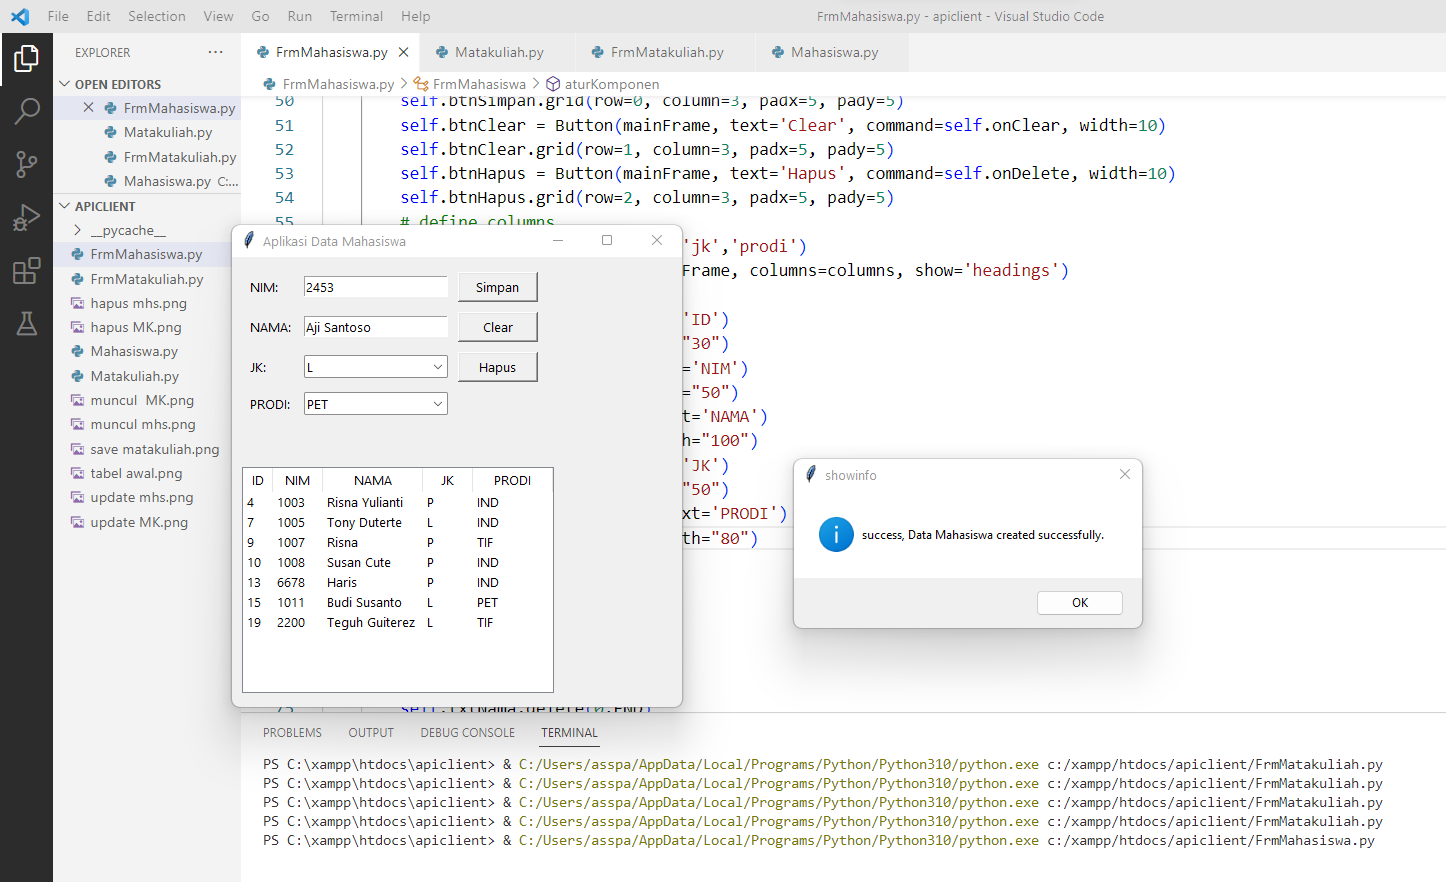 File Edit Selection View Go Run Terminal Help
FrmMahasiswa.py - apiclient - Visual Studio Code
EXPLORER ...
OPEN EDITORS
FrmMahasiswa.py
Matakuliah.py
FrmMatakuliah.py
Mahasiswa.py C:...
APICLIENT
__pycache__
FrmMahasiswa.py
FrmMatakuliah.py
hapus mhs.png
hapus MK.png
Mahasiswa.py
Matakuliah.py
muncul  MK.png
muncul mhs.png
save matakuliah.png
tabel awal.png
update mhs.png
update MK.png
FrmMahasiswa.py Matakuliah.py FrmMatakuliah.py Mahasiswa.py
FrmMahasiswa.py > FrmMahasiswa > aturKomponen
50 self.btnSimpan.grid(row=0, column=3, padx=5, pady=5)
51 self.btnClear = Button(mainFrame, text='Clear', command=self.onClear, width=10)
52 self.btnClear.grid(row=1, column=3, padx=5, pady=5)
53 self.btnHapus = Button(mainFrame, text='Hapus', command=self.onDelete, width=10)
54 self.btnHapus.grid(row=2, column=3, padx=5, pady=5)
55 # define columns
'jk','prodi')
Frame, columns=columns, show='headings')
'ID')
"30")
='NIM')
="50")
t='NAMA')
h="100")
'JK')
"50")
xt='PRODI')
th="80")
75 self.txtNama.delete(0,END)
Aplikasi Data Mahasiswa
NIM: 2453 Simpan
NAMA: Aji Santoso Clear
JK: L Hapus
PRODI: PET
ID NIM NAMA JK PRODI
4 1003 Risna Yulianti P IND
7 1005 Tony Duterte L IND
9 1007 Risna P TIF
10 1008 Susan Cute P IND
13 6678 Haris P IND
15 1011 Budi Susanto L PET
19 2200 Teguh Guiterez L TIF
showinfo
success, Data Mahasiswa created successfully.
OK
PROBLEMS OUTPUT DEBUG CONSOLE TERMINAL
PS C:\xampp\htdocs\apiclient> & C:/Users/asspa/AppData/Local/Programs/Python/Python310/python.exe c:/xampp/htdocs/apiclient/FrmMatakuliah.py
PS C:\xampp\htdocs\apiclient> & C:/Users/asspa/AppData/Local/Programs/Python/Python310/python.exe c:/xampp/htdocs/apiclient/FrmMatakuliah.py
PS C:\xampp\htdocs\apiclient> & C:/Users/asspa/AppData/Local/Programs/Python/Python310/python.exe c:/xampp/htdocs/apiclient/FrmMatakuliah.py
PS C:\xampp\htdocs\apiclient> & C:/Users/asspa/AppData/Local/Programs/Python/Python310/python.exe c:/xampp/htdocs/apiclient/FrmMatakuliah.py
PS C:\xampp\htdocs\apiclient> & C:/Users/asspa/AppData/Local/Programs/Python/Python310/python.exe c:/xampp/htdocs/apiclient/FrmMahasiswa.py